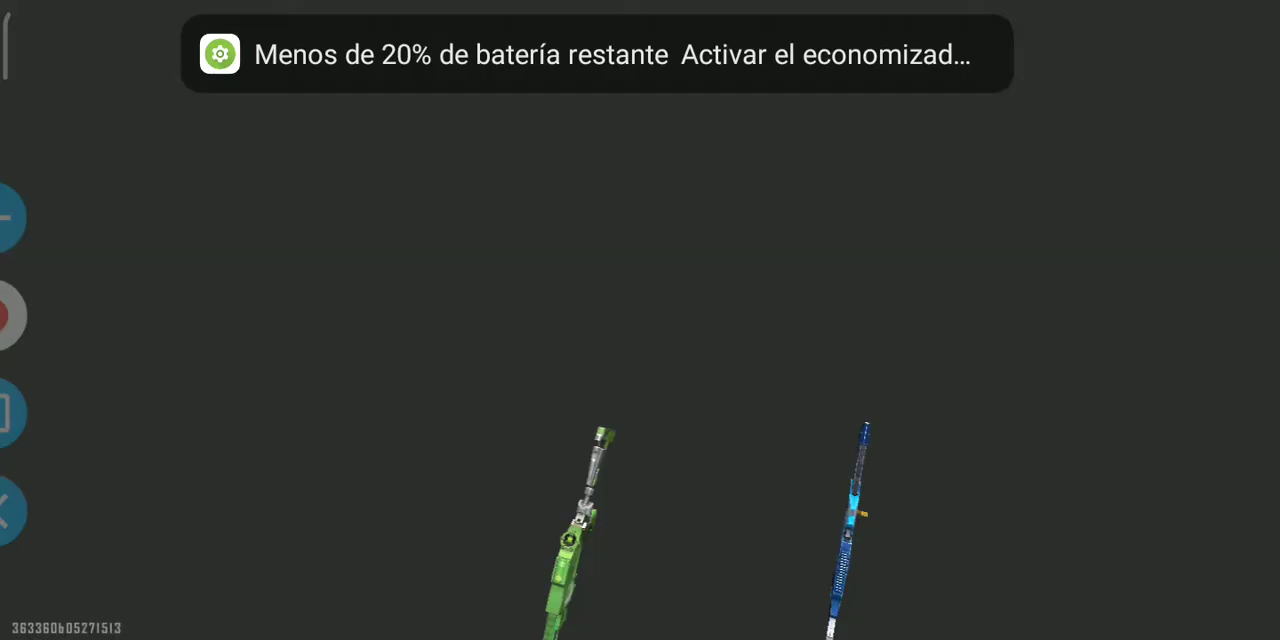 Menos de 20% de batería restante Activar el economizad...
363360b05271513